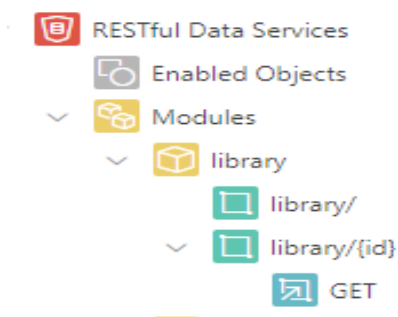 RESTful Data Services
Enabled Objects
Modules
library
library/
library/{id}
GET